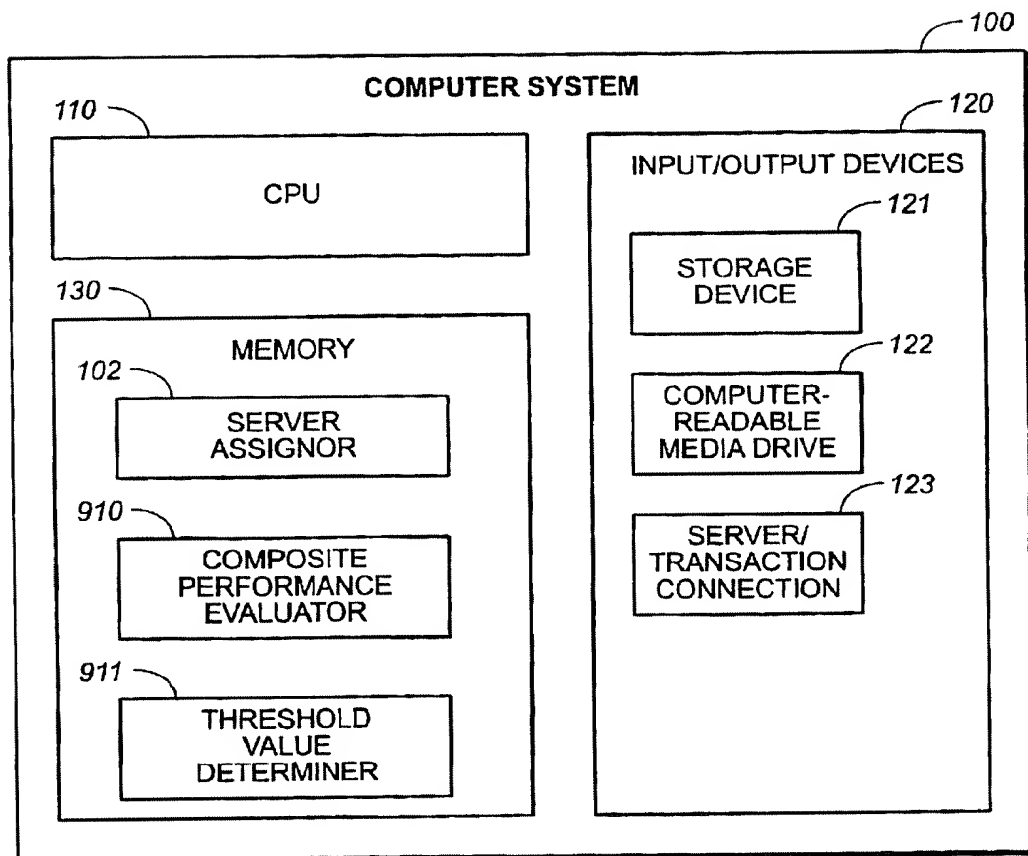 100
COMPUTER SYSTEM
110
CPU
120
INPUT/OUTPUT DEVICES
121
STORAGE
DEVICE
122
COMPUTER-
READABLE
MEDIA DRIVE
123
SERVER/
TRANSACTION
CONNECTION
130
MEMORY
102
SERVER
ASSIGNOR
910
COMPOSITE
PERFORMANCE
EVALUATOR
911
THRESHOLD
VALUE
DETERMINER